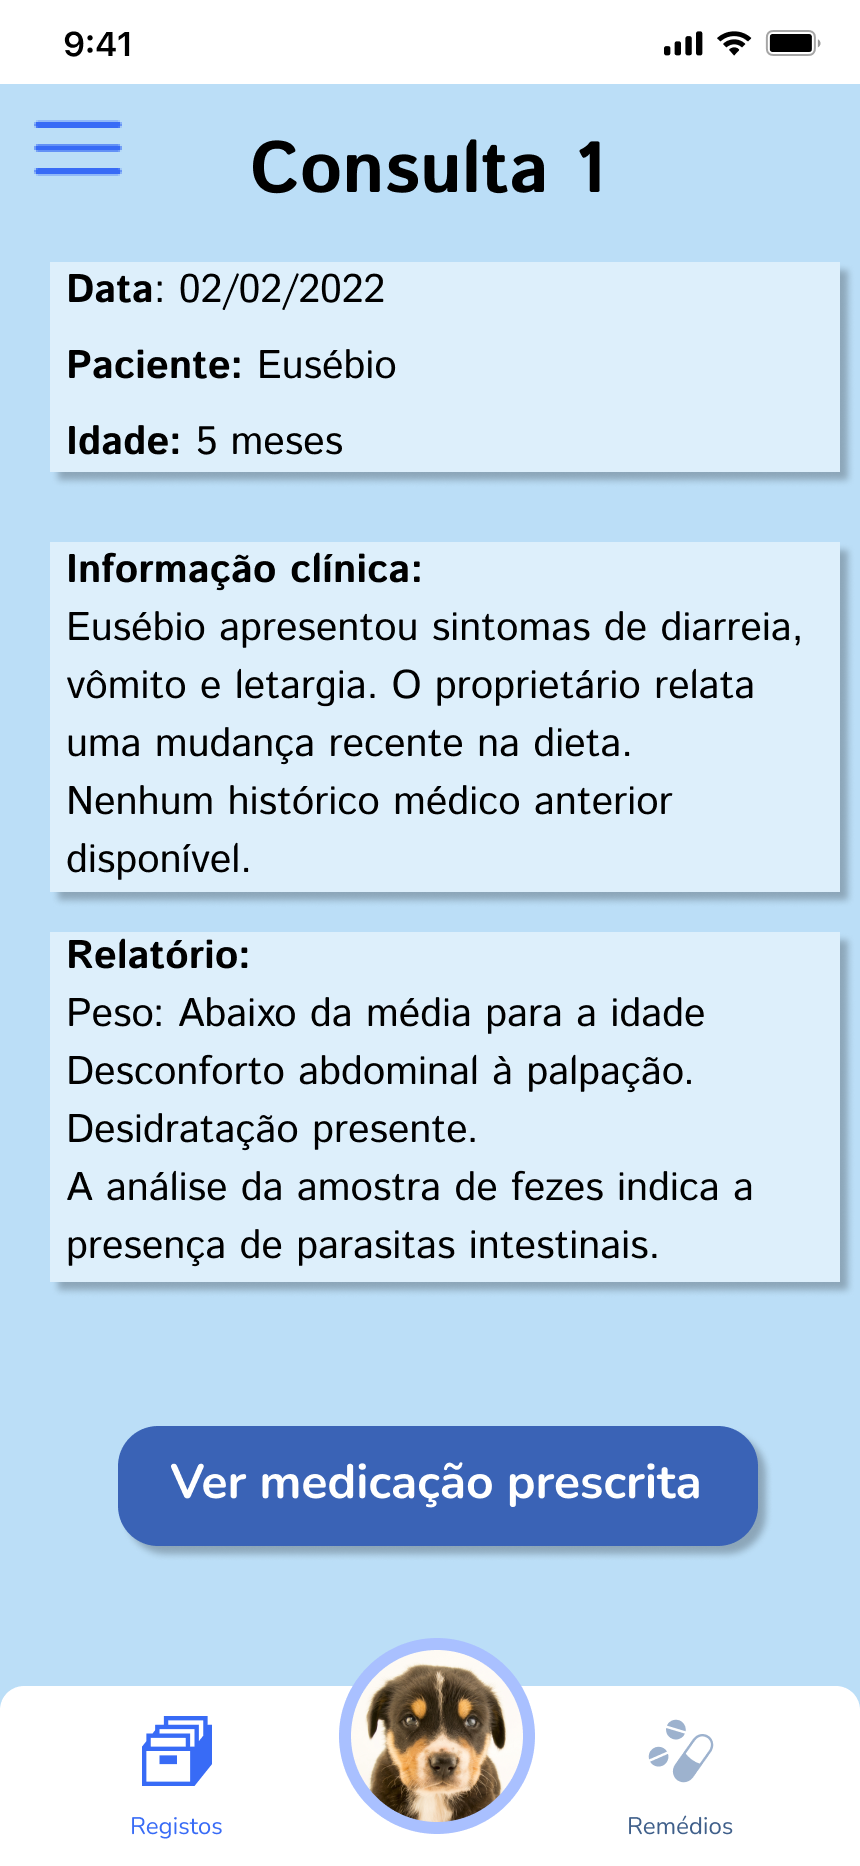 9:41
Consulta 1
Data: 02/02/2022
Paciente: Eusébio
Idade: 5 meses
Informação clínica:
Eusébio apresentou sintomas de diarreia,
vômito e letargia. O proprietário relata
uma mudança recente na dieta.
Nenhum histórico médico anterior
disponível.
Relatório:
Peso: Abaixo da média para a idade
Desconforto abdominal à palpação.
Desidratação presente.
A análise da amostra de fezes indica a
presença de parasitas intestinais.
Ver medicação prescrita
Registos
Remédios